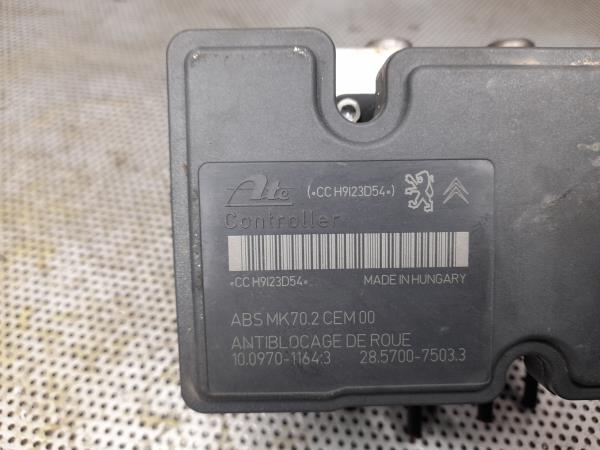 Ate (*CC H9123D54*)
Controller
*CC H9123D54*
MADE IN HUNGARY
ABS MK70.2 CEM 00
ANTIBLOCAGE DE ROUE
10.0970-1164:3 28.5700-7503.3